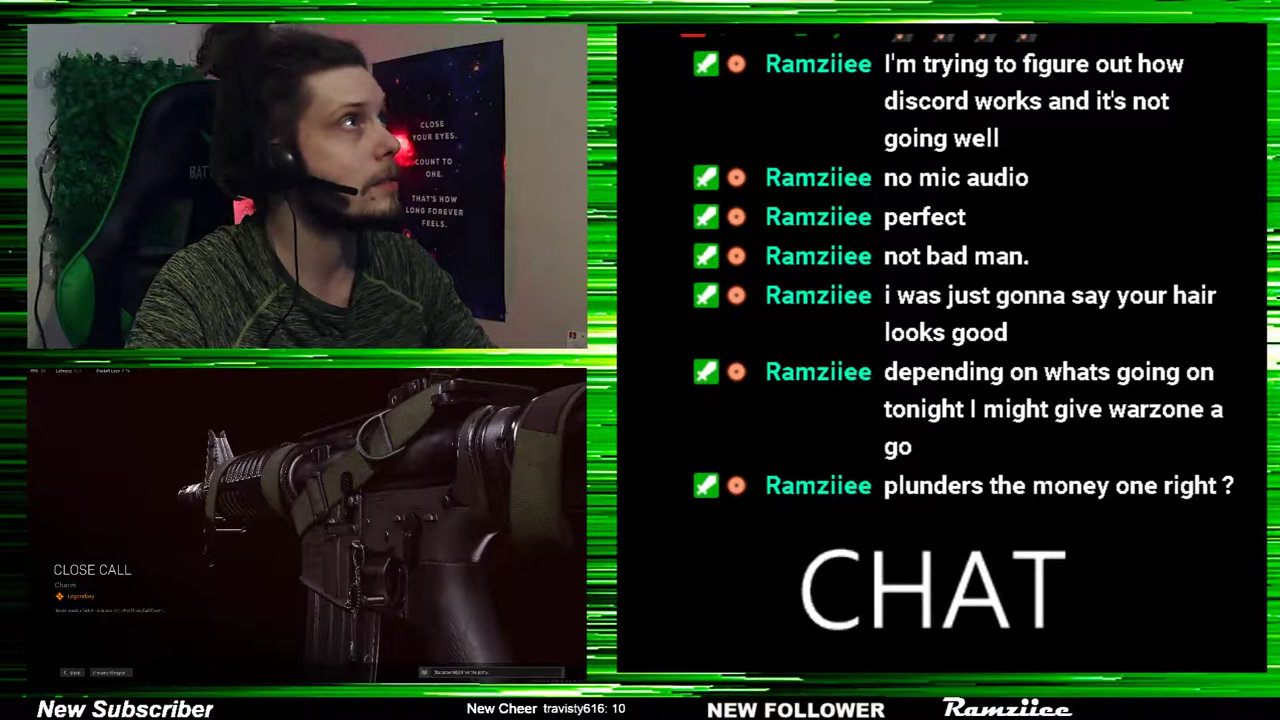 CLOSE
YOUR EYES.
COUNT TO
ONE.
THAT'S HOW
LONG FOREVER
FEELS.
Ramziiee I'm trying to figure out how
discord works and it's not
going well
Ramziiee no mic audio
Ramziiee perfect
Ramziiee not bad man.
Ramziiee i was just gonna say your hair
looks good
Ramziiee depending on whats going on
tonight I might give warzone a
go
Ramziiee plunders the money one right ?
CHAT
CLOSE CALL
Charm
Legendary
Back
Preview Weapon
New Subscriber
New Cheer travisty616: 10
NEW FOLLOWER
Ramziiee